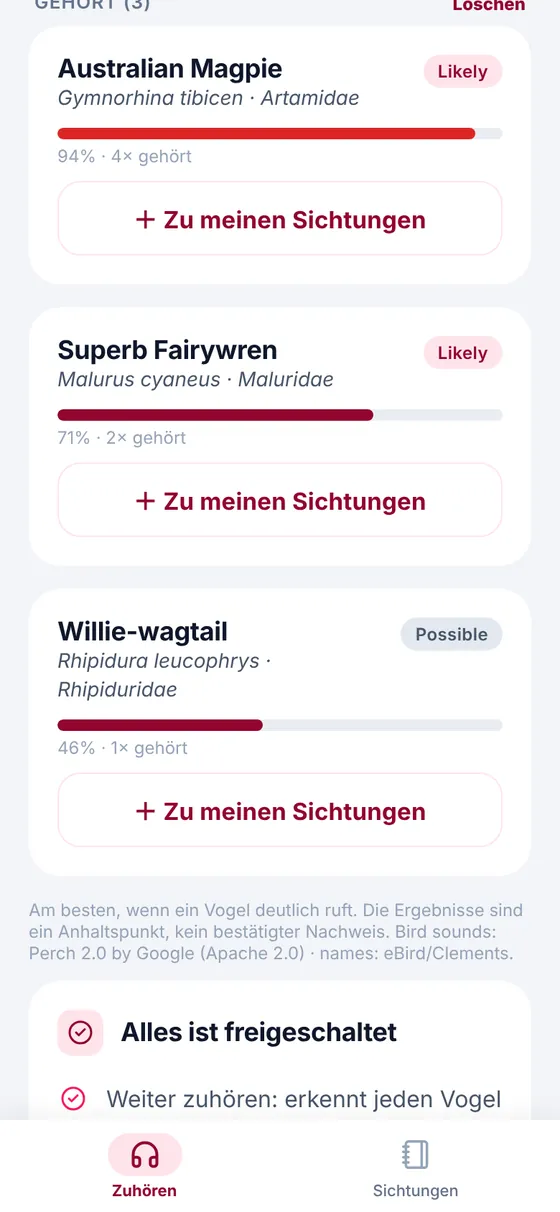 GEHÖRT (3)
Löschen
Australian Magpie
Likely
Gymnorhina tibicen · Artamidae
94% · 4× gehört
+ Zu meinen Sichtungen
Superb Fairywren
Likely
Malurus cyaneus · Maluridae
71% · 2× gehört
+ Zu meinen Sichtungen
Willie-wagtail
Possible
Rhipidura leucophrys ·
Rhipiduridae
46% · 1× gehört
+ Zu meinen Sichtungen
Am besten, wenn ein Vogel deutlich ruft. Die Ergebnisse sind
ein Anhaltspunkt, kein bestätigter Nachweis. Bird sounds:
Perch 2.0 by Google (Apache 2.0) · names: eBird/Clements.
Alles ist freigeschaltet
Weiter zuhören: erkennt jeden Vogel
Zuhören
Sichtungen